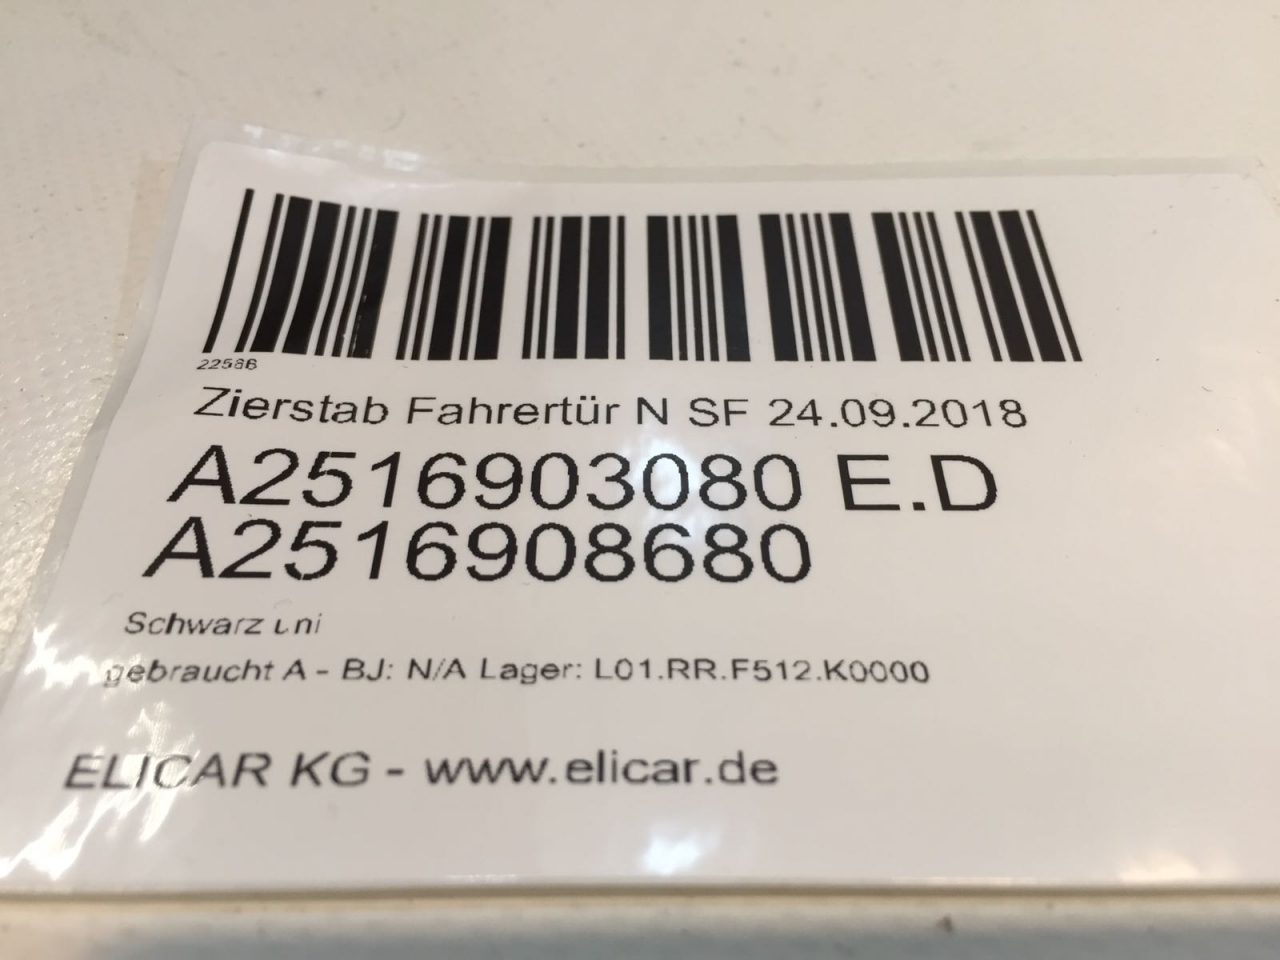 Zierstab Fahrertür N SF 24.09.2018
A2516903080 E.D
A2516908680
Schwarz uni
gebraucht A - BJ: N/A Lager: L01.RR.F512.K0000
ELICAR KG - www.elicar.de